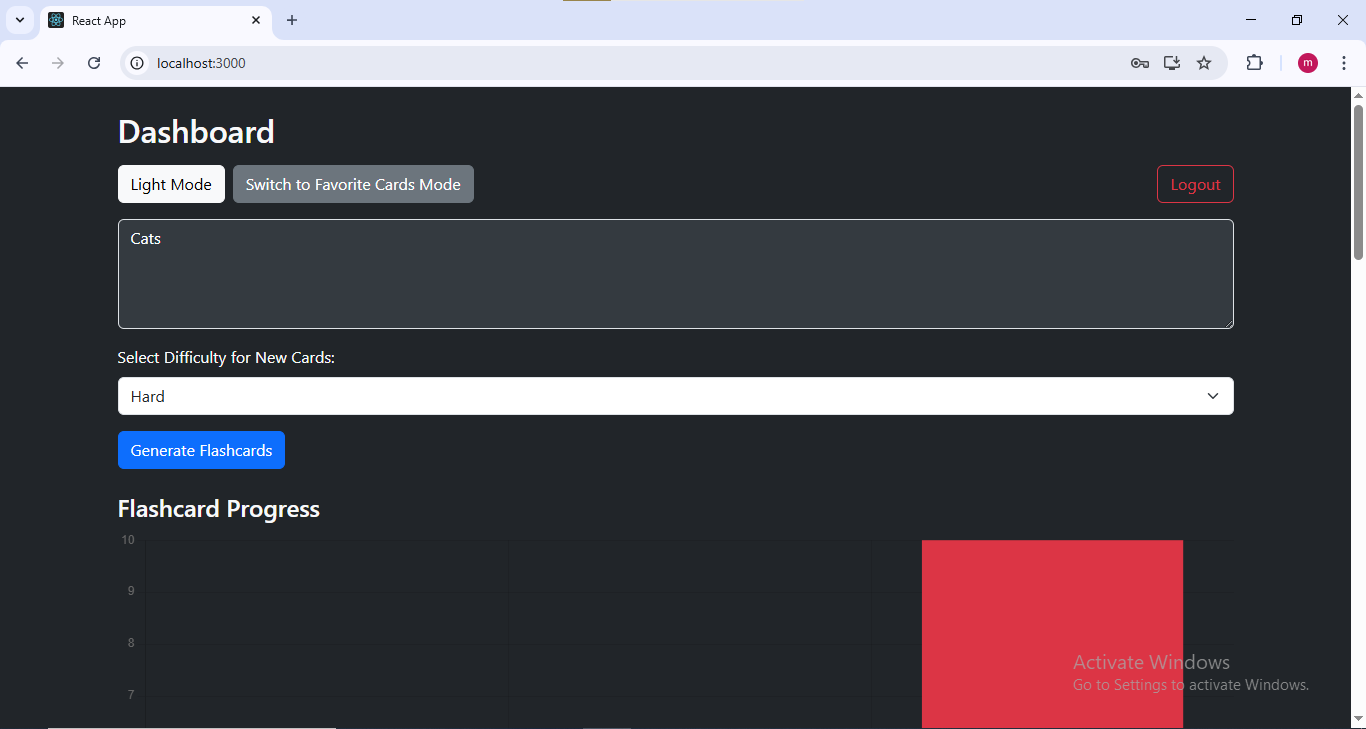 React App
localhost:3000
m
Dashboard
Light Mode
Switch to Favorite Cards Mode
Logout
Cats
Select Difficulty for New Cards:
Hard
Generate Flashcards
Flashcard Progress
10
9
8
7
Activate Windows
Go to Settings to activate Windows.